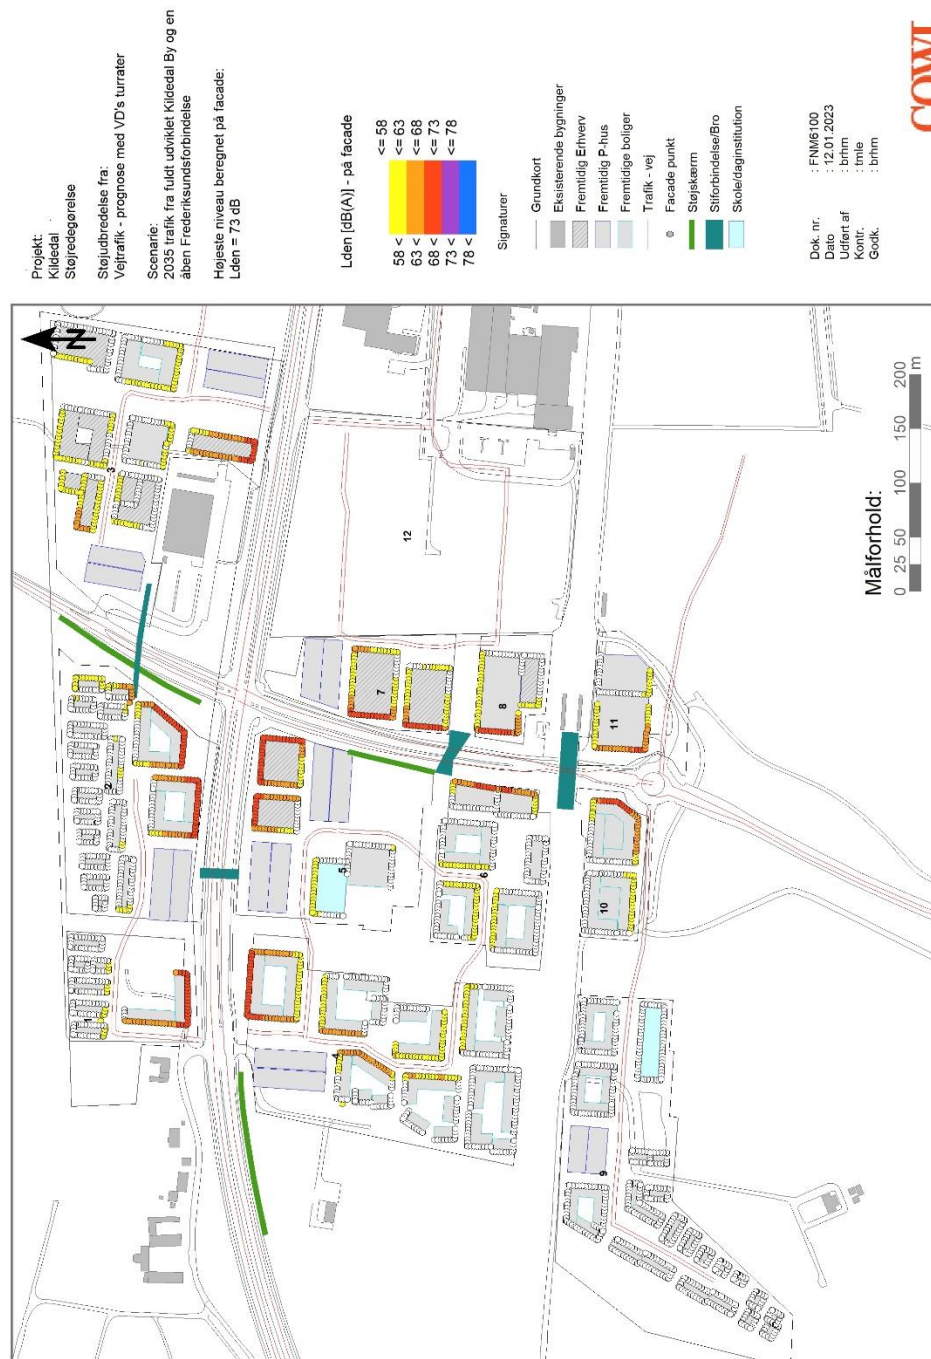 Projekt:
Kildedal
Støjredegørelse
Støjudbredelse fra:
Vejtrafik - prognose med VD's turrater
Scenarie:
2035 trafik fra fuldt udviklet Kildedal By og en
åben Frederiksundsforbindelse
Højeste niveau beregnet på facade:
Lden = 73 dB
Lden [dB(A)] - på facade
<= 58
58 < <= 63
63 < <= 68
68 < <= 73
73 < <= 78
78 <
Signaturer
Grundkort
Eksisterende bygninger
Fremtidig Erhverv
Fremtidig P-hus
Fremtidige boliger
Trafik - vej
Facade punkt
Støjskærm
Stiforbindelse/Bro
Skole/daginstitution
Dok. nr. : FNM6100
Dato : 12.01.2023
Udført af : brhm
Kontr. : tmle
Godk. : brhm
COWI
N
1
2
3
4
5
6
7
8
9
10
11
12
Målforhold:
0 25 50 100 150 200
m